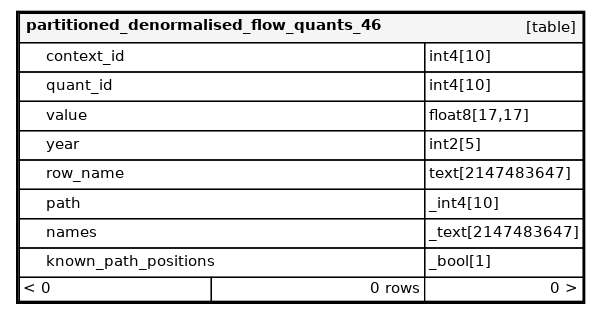 partitioned_denormalised_flow_quants_46 [table]
context_id int4[10]
quant_id int4[10]
value float8[17,17]
year int2[5]
row_name text[2147483647]
path _int4[10]
names _text[2147483647]
known_path_positions _bool[1]
< 0 0 rows 0 >